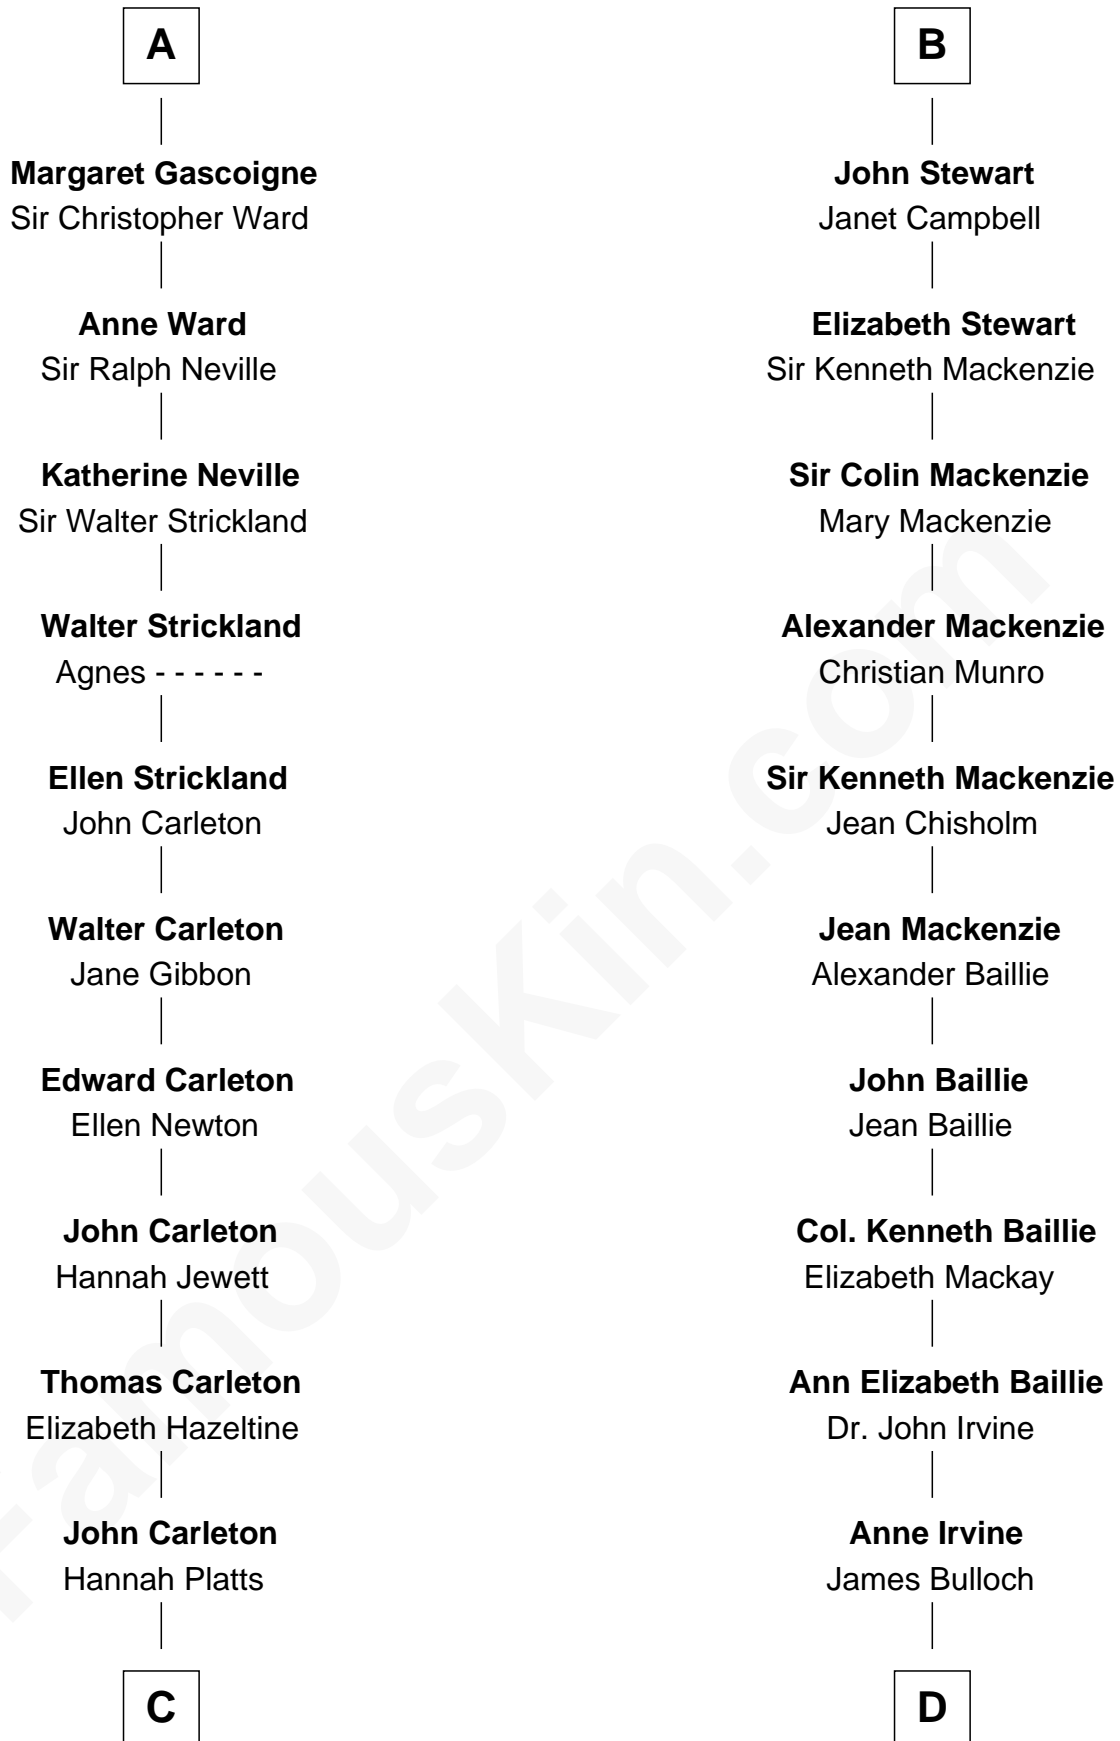 A
Margaret Gascoigne
Sir Christopher Ward
Anne Ward
Sir Ralph Neville
Katherine Neville
Sir Walter Strickland
Walter Strickland
Agnes - - - - - -
Ellen Strickland
John Carleton
Walter Carleton
Jane Gibbon
Edward Carleton
Ellen Newton
John Carleton
Hannah Jewett
Thomas Carleton
Elizabeth Hazeltine
John Carleton
Hannah Platts
C
B
John Stewart
Janet Campbell
Elizabeth Stewart
Sir Kenneth Mackenzie
Sir Colin Mackenzie
Mary Mackenzie
Alexander Mackenzie
Christian Munro
Sir Kenneth Mackenzie
Jean Chisholm
Jean Mackenzie
Alexander Baillie
John Baillie
Jean Baillie
Col. Kenneth Baillie
Elizabeth Mackay
Ann Elizabeth Baillie
Dr. John Irvine
Anne Irvine
James Bulloch
D
FamousKin.com